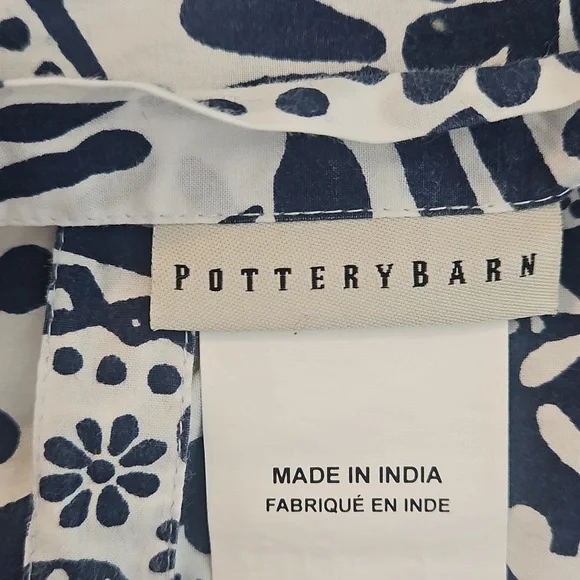 POTTERYBARN
MADE IN INDIA
FABRIQUÉ EN INDE